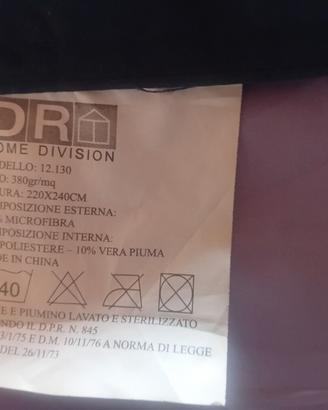 DR
OME DIVISION
DELLO: 12.130
O: 380gr/mq
URA: 220X240CM
POSIZIONE ESTERNA:
% MICROFIBRA
POSIZIONE INTERNA:
POLIESTERE – 10% VERA PIUMA
DE IN CHINA
40
E E PIUMINO LAVATO E STERILIZZATO
NDO IL D.P.R. N. 845
3/1/75 E D.M. 10/11/76 A NORMA DI LEGGE
DEL 26/11/73